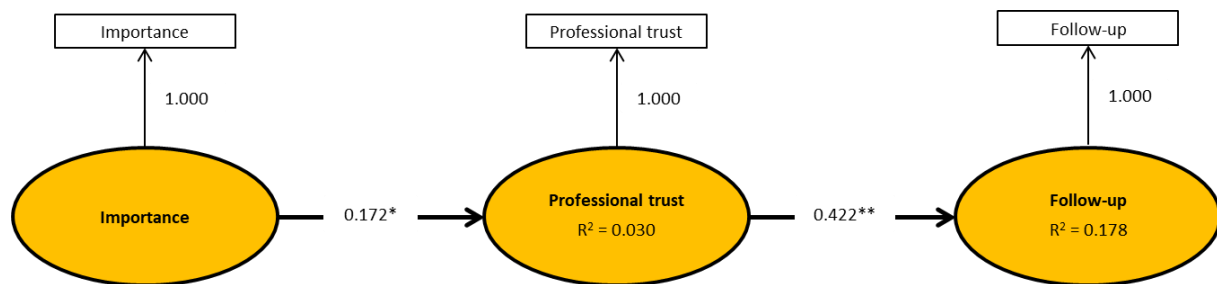 Importance
Professional trust
Follow-up
1.000
1.000
1.000
Importance
0.172*
Professional trust
R² = 0.030
0.422**
Follow-up
R² = 0.178